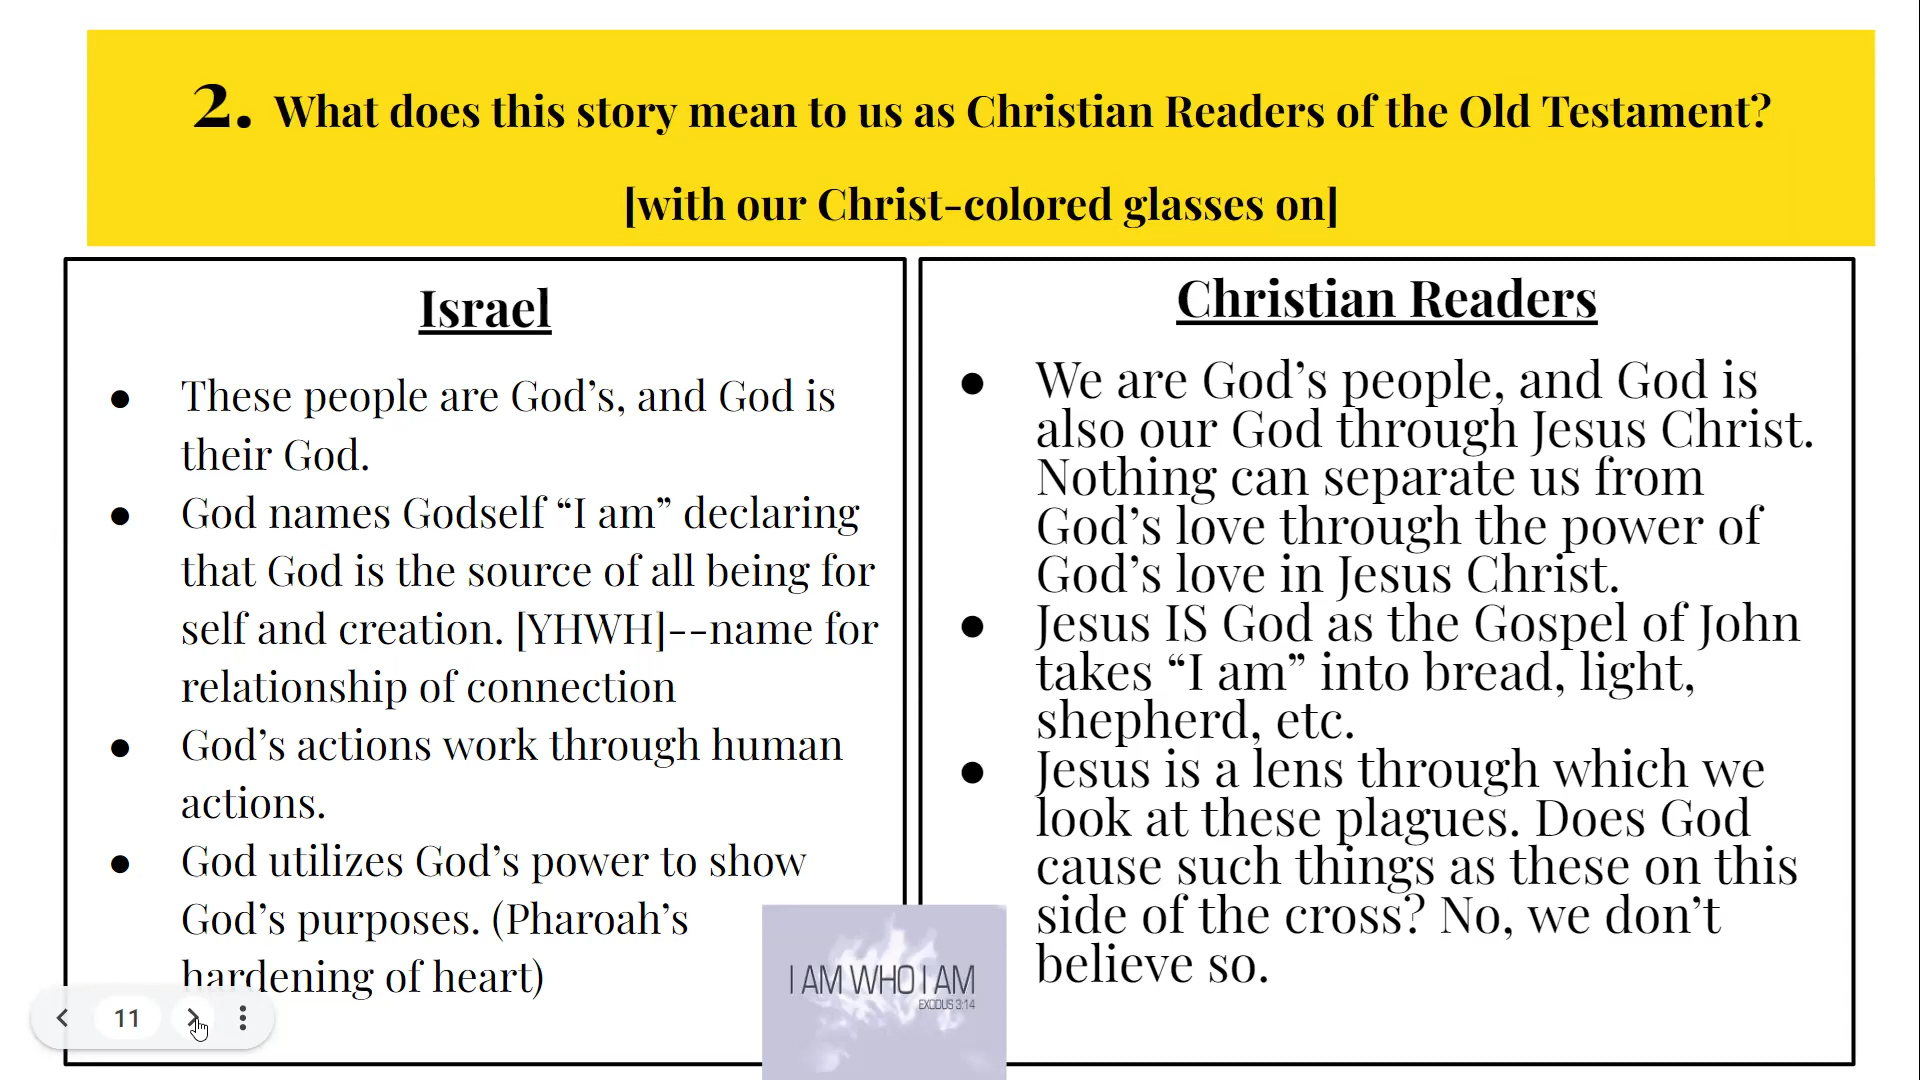 2. What does this story mean to us as Christian Readers of the Old Testament?
[with our Christ-colored glasses on]
Israel
● These people are God’s, and God is
their God.
● God names Godself “I am” declaring
that God is the source of all being for
self and creation. [YHWH]--name for
relationship of connection
● God’s actions work through human
actions.
● God utilizes God’s power to show
God’s purposes. (Pharoah’s
hardening of heart)
Christian Readers
● We are God’s people, and God is
also our God through Jesus Christ.
Nothing can separate us from
God’s love through the power of
God’s love in Jesus Christ.
● Jesus IS God as the Gospel of John
takes “I am” into bread, light,
shepherd, etc.
● Jesus is a lens through which we
look at these plagues. Does God
cause such things as these on this
side of the cross? No, we don’t
believe so.
I AM WHO I AM
EXODUS 3:14
11